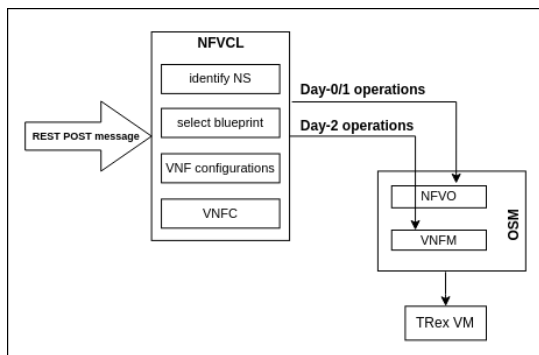 NFVCL
identify NS
select blueprint
VNF configurations
VNFC
REST POST message
Day-0/1 operations
Day-2 operations
NFVO
VNFM
OSM
TRex VM